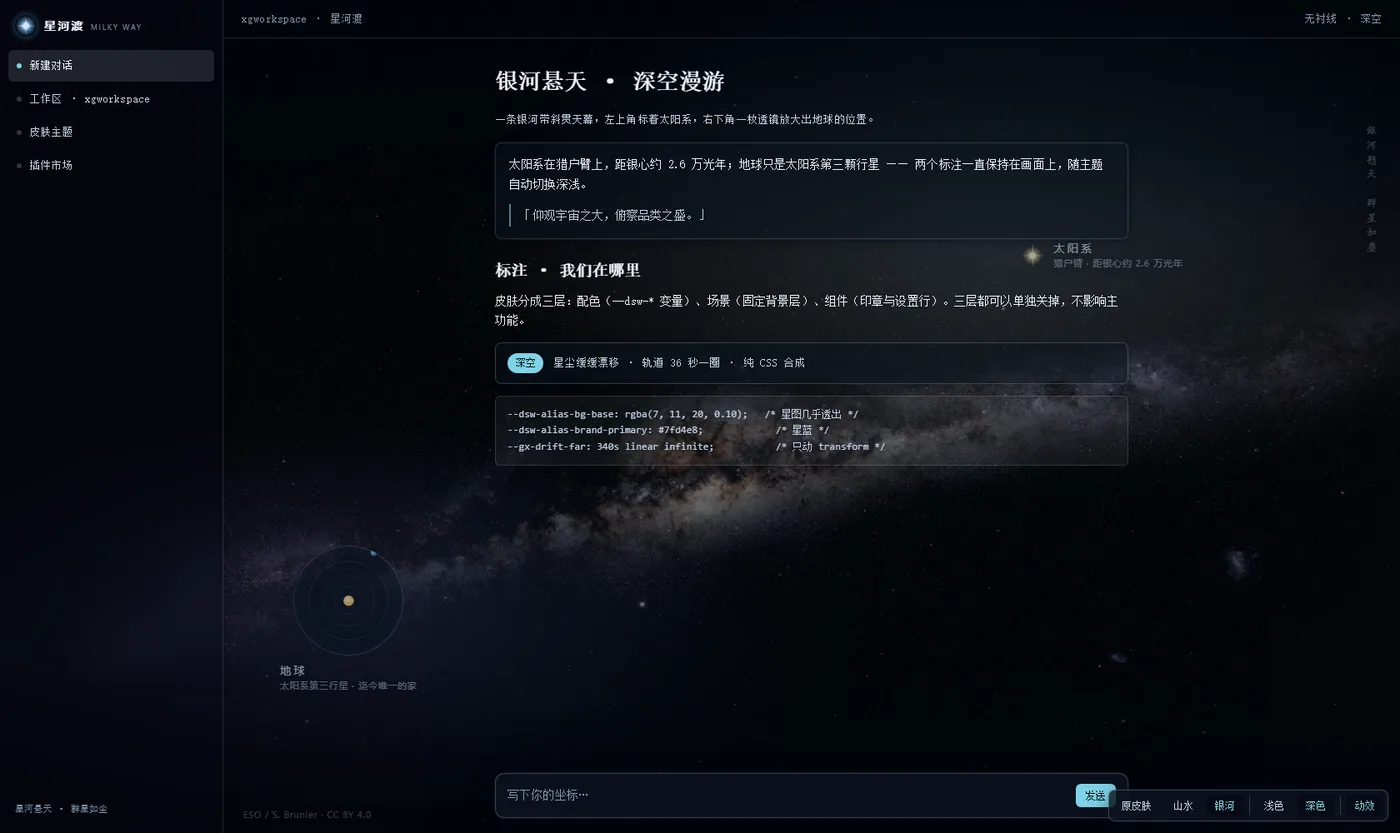 星河渡 MILKY WAY
新建对话
工作区 · xgworkspace
皮肤主题
插件市场
星河悬天 · 群星如尘
xgworkspace · 星河渡
无衬线 · 深空
银河悬天 · 深空漫游
一条银河带斜贯天幕，左上角标着太阳系，右下角一枚透镜放大出地球的位置。
太阳系在猎户臂上，距银心约 2.6 万光年；地球只是太阳系第三颗行星 —— 两个标注一直保持在画面上，随主题
自动切换深浅。
「仰观宇宙之大，俯察品类之盛。」
太阳系
猎户臂 · 距银心约 2.6 万光年
标注 · 我们在哪里
皮肤分成三层：配色（—dsw-* 变量）、场景（固定背景层）、组件（印章与设置行）。三层都可以单独关掉，不影响主
功能。
深空 星尘缓缓漂移 · 轨道 36 秒一圈 · 纯 CSS 合成
--dsw-alias-bg-base: rgba(7, 11, 20, 0.10); /* 星图几乎透出 */
--dsw-alias-brand-primary: #7fd4e8; /* 星蓝 */
--gx-drift-far: 340s linear infinite; /* 只动 transform */
银河悬天 群星如尘
地球
太阳系第三行星 · 迄今唯一的家
ESO / S. Brunier · CC BY 4.0
写下你的坐标…
发送
原皮肤 山水 银河 浅色 深色 动效